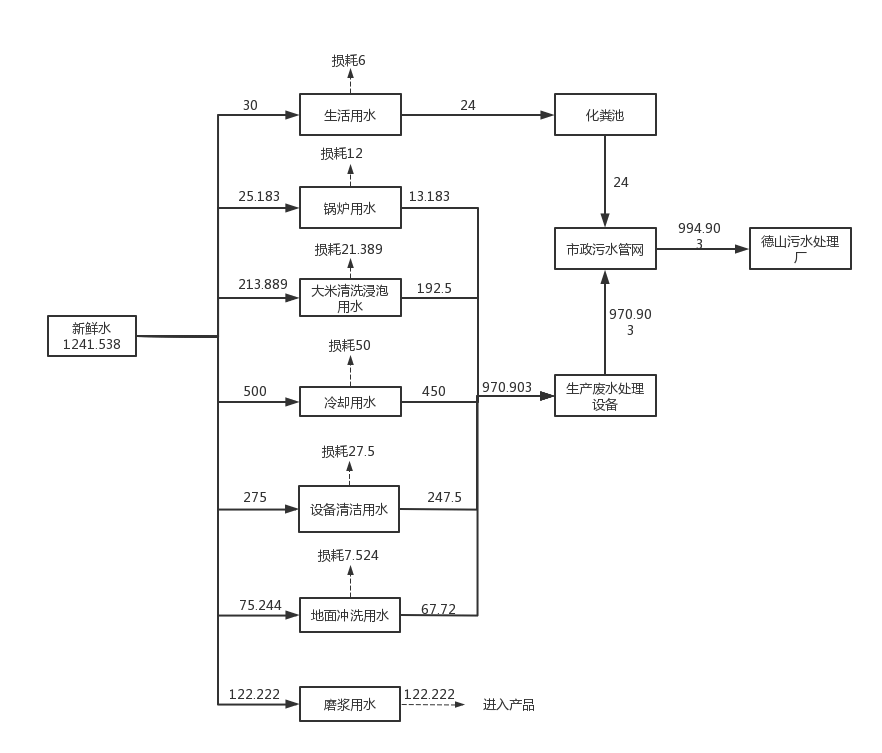 损耗6
30
生活用水
24
化粪池
损耗12
24
25.183
锅炉用水
13.183
市政污水管网
994.90
3
德山污水处理
厂
损耗21.389
213.889
大米清洗浸泡
用水
192.5
新鲜水
1241.538
970.90
3
损耗50
500
冷却用水
450
970.903
生产废水处理
设备
损耗27.5
275
设备清洁用水
247.5
损耗7.524
75.244
地面冲洗用水
67.72
122.222
磨浆用水
122.222
进入产品